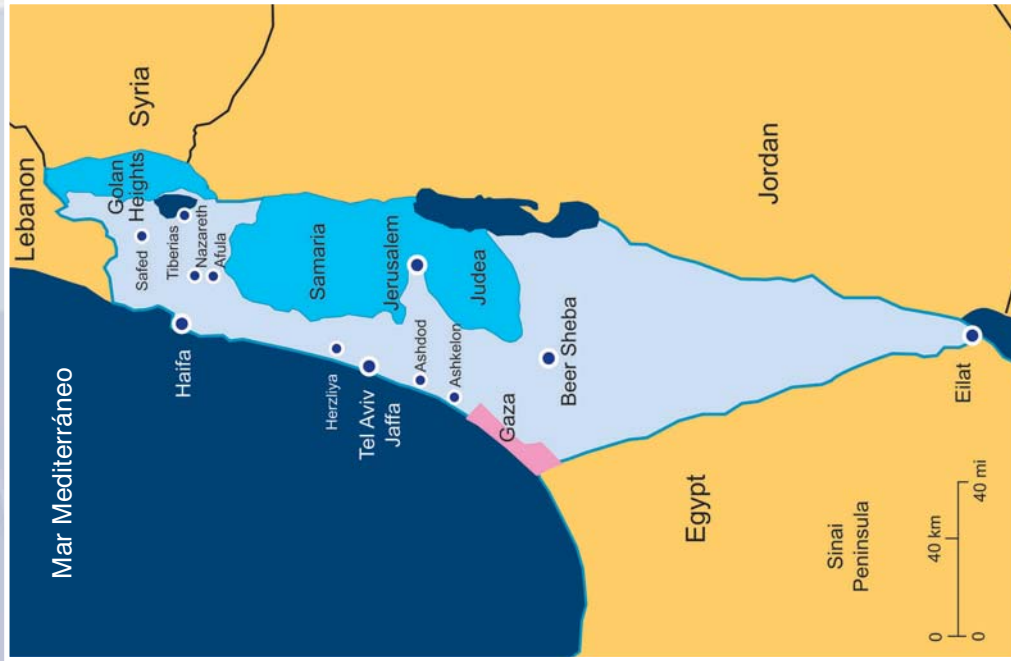 Mar Mediterráneo
Lebanon
Syria
Golan
Heights
Safed
Tiberias
Nazareth
Afula
Haifa
Samaria
Herzliya
Tel Aviv
Jaffa
Jerusalem
Ashdod
Ashkelon
Judea
Gaza
Beer Sheba
Jordan
Egypt
Sinai
Peninsula
Eilat
0
40 km
0
40 mi